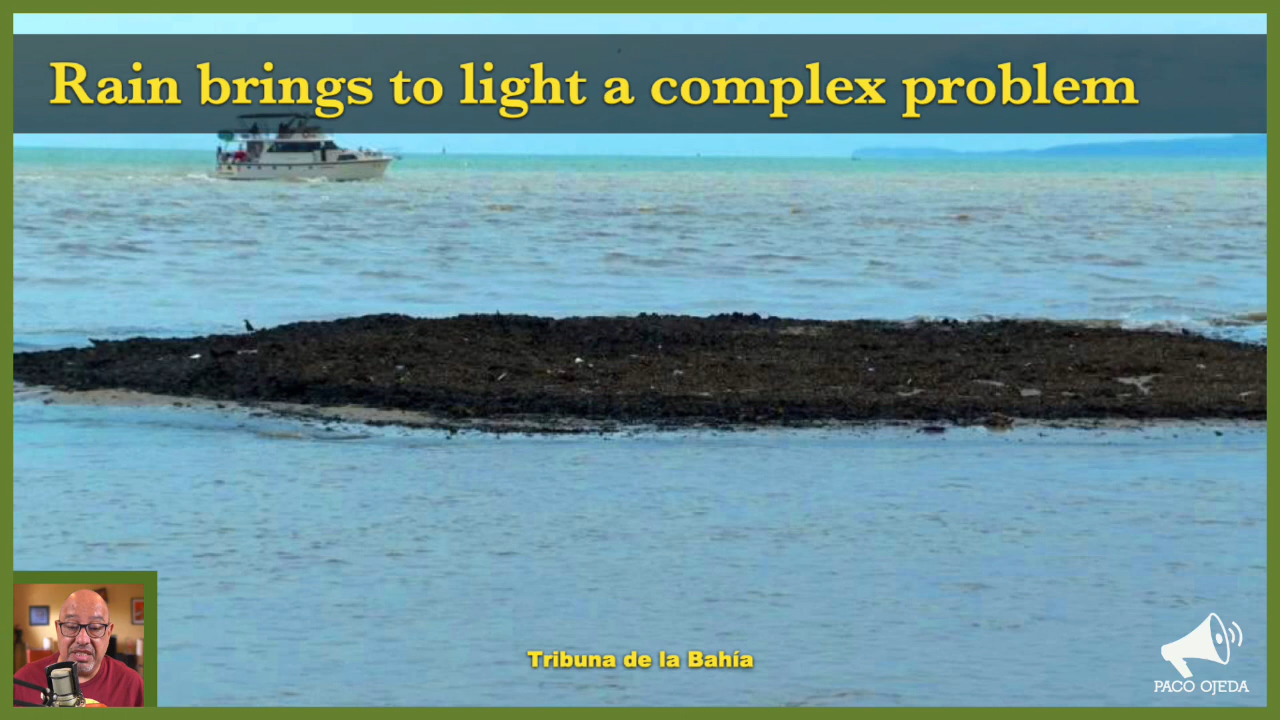 Rain brings to light a complex problem
Tribuna de la Bahía
PACO OJEDA